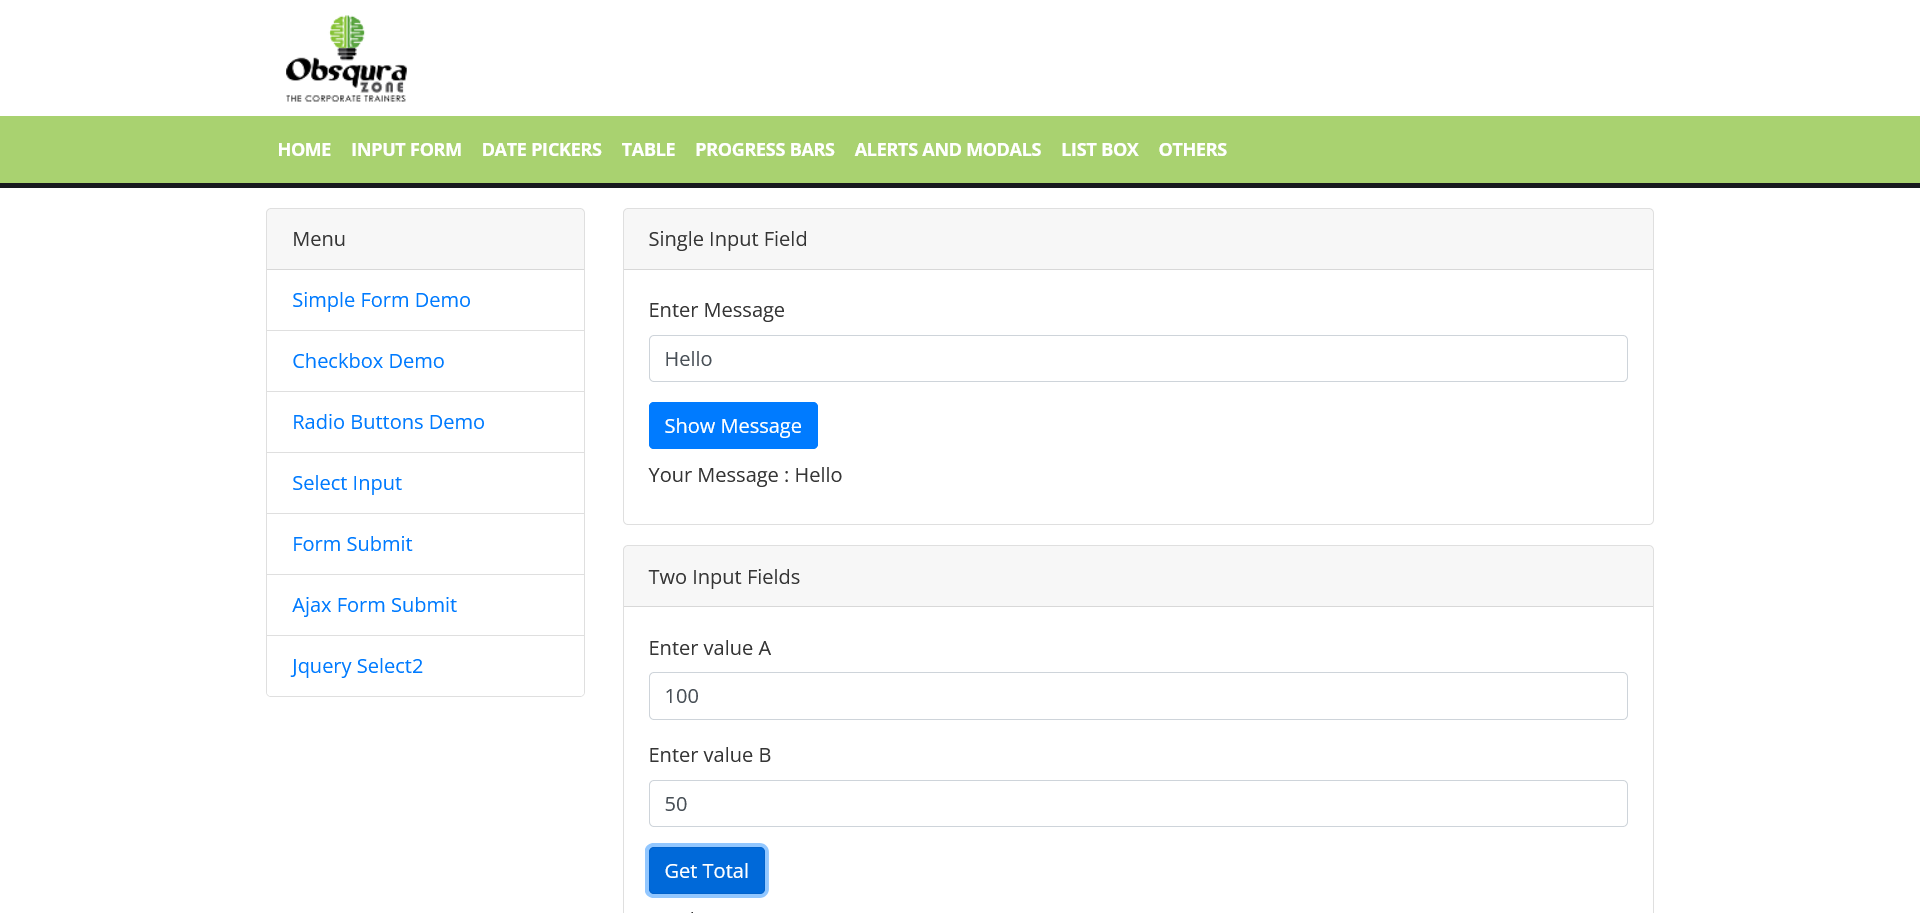 Obsqura
ZONE
THE CORPORATE TRAINERS
HOME INPUT FORM DATE PICKERS TABLE PROGRESS BARS ALERTS AND MODALS LIST BOX OTHERS
Menu
Simple Form Demo
Checkbox Demo
Radio Buttons Demo
Select Input
Form Submit
Ajax Form Submit
Jquery Select2
Single Input Field
Enter Message
Hello
Show Message
Your Message : Hello
Two Input Fields
Enter value A
100
Enter value B
50
Get Total